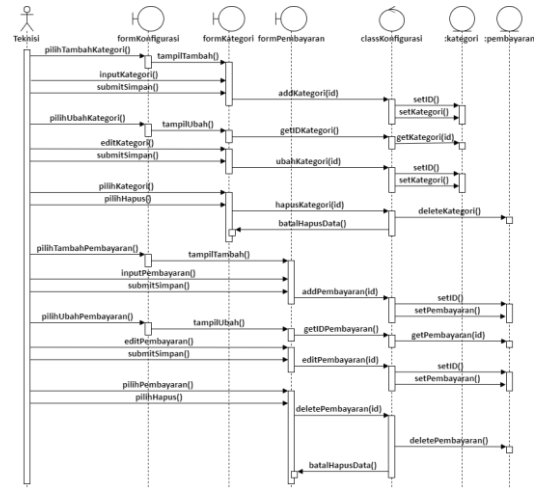 Teknisi formKonfigurasi formKategori formPembayaran classKonfigurasi :kategori :pembayaran
pilihTambahKategori()
tampilTambah()
inputKategori()
submitSimpan()
addKategori(id)
setID()
setKategori()
pilihUbahKategori()
tampilUbah()
getIDKategori()
getKategori(id)
editKategori()
submitSimpan()
ubahKategori(id)
setID()
setKategori()
pilihKategori()
pilihHapus()
hapusKategori(id)
deleteKategori()
batalHapusData()
pilihTambahPembayaran()
tampilTambah()
inputPembayaran()
submitSimpan()
addPembayaran(id)
setID()
setPembayaran()
pilihUbahPembayaran()
tampilUbah()
getIDPembayaran()
getPembayaran(id)
editPembayaran()
submitSimpan()
editPembayaran(id)
setID()
setPembayaran()
pilihPembayaran()
pilihHapus()
deletePembayaran(id)
deletePembayaran()
batalHapusData()